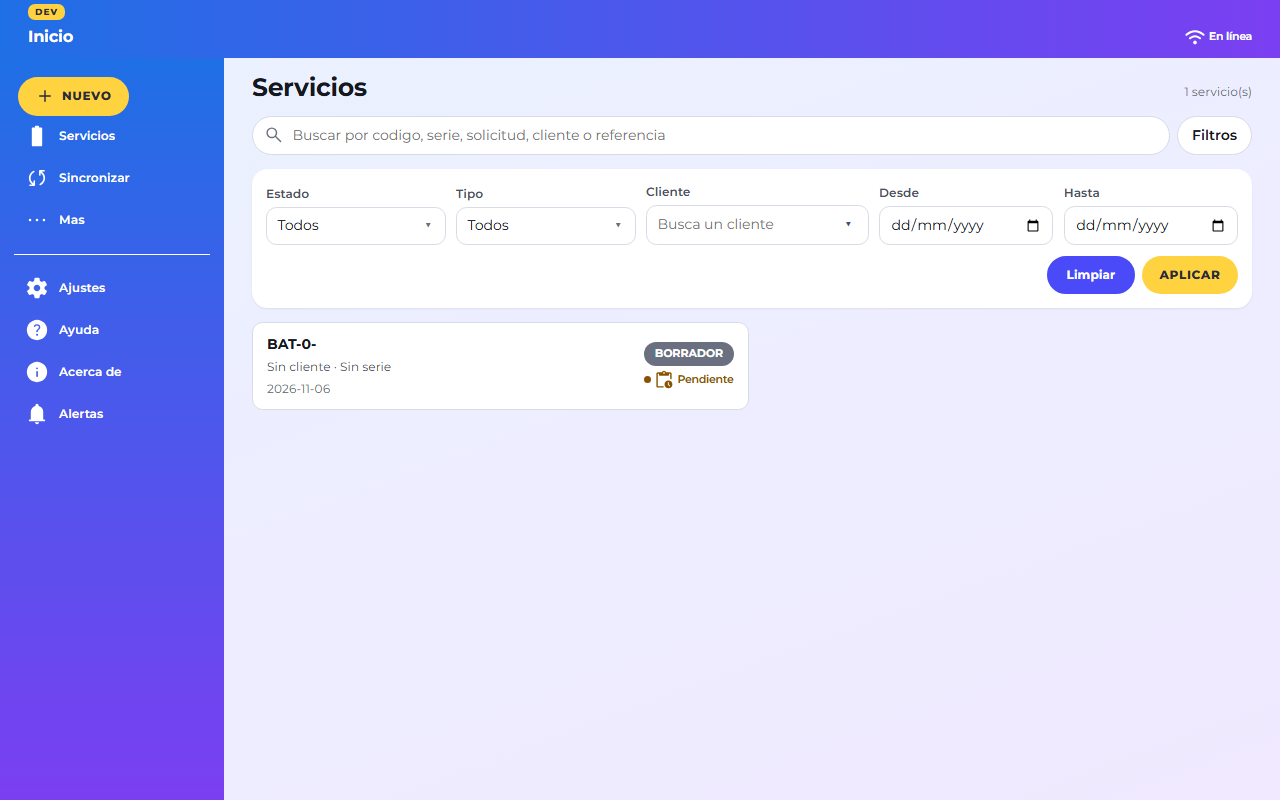 DEV
Inicio
En línea
NUEVO
Servicios
Sincronizar
Mas
Ajustes
Ayuda
Acerca de
Alertas
Servicios
1 servicio(s)
Buscar por codigo, serie, solicitud, cliente o referencia
Filtros
Estado
Todos
Tipo
Todos
Cliente
Busca un cliente
Desde
dd/mm/yyyy
Hasta
dd/mm/yyyy
Limpiar
APLICAR
BAT-0-
Sin cliente · Sin serie
2026-11-06
BORRADOR
Pendiente